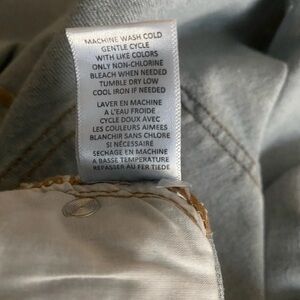 MACHINE WASH COLD
GENTLE CYCLE
WITH LIKE COLORS
ONLY NON-CHLORINE
BLEACH WHEN NEEDED
TUMBLE DRY LOW
COOL IRON IF NEEDED
LAVER EN MACHINE
A L'EAU FROIDE
CYCLE DOUX AVEC
LES COULEURS AIMEES
BLANCHIR SANS CHLORE
SI NÉCESSAIRE
SECHAGE EN MACHINE
A BASSE TEMPERATURE
REPASSER AU FER TIEDE